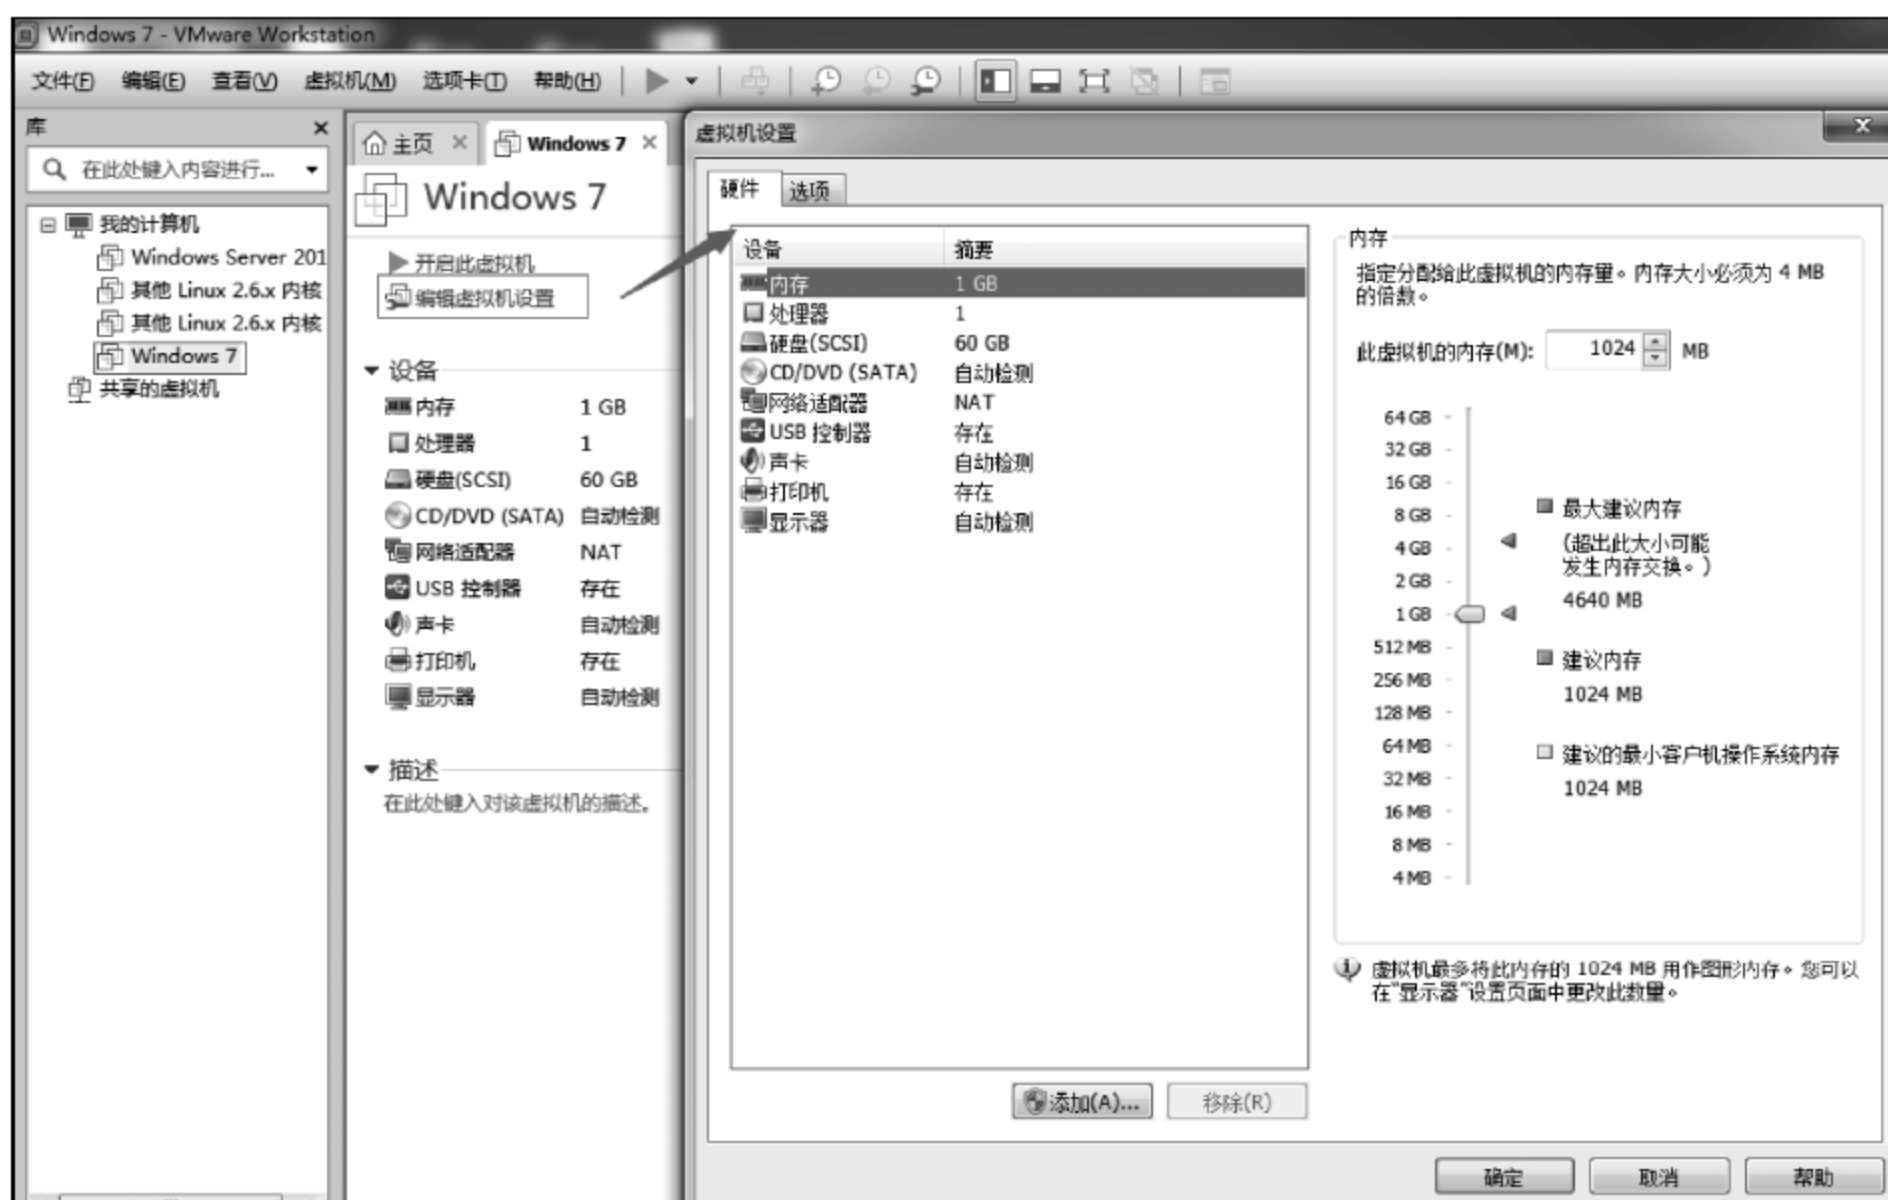 Windows 7 - VMware Workstation
文件(F) 编辑(E) 查看(V) 虚拟机(M) 选项卡(T) 帮助(H)
库
在此处键入内容进行...
我的计算机
Windows Server 201
其他 Linux 2.6.x 内核
其他 Linux 2.6.x 内核
Windows 7
共享的虚拟机
主页 Windows 7
Windows 7
开启此虚拟机
编辑虚拟机设置
设备
内存 1 GB
处理器 1
硬盘(SCSI) 60 GB
CD/DVD (SATA) 自动检测
网络适配器 NAT
USB 控制器 存在
声卡 自动检测
打印机 存在
显示器 自动检测
描述
在此处键入对该虚拟机的描述。
虚拟机设置
硬件 选项
设备 摘要
内存 1 GB
处理器 1
硬盘(SCSI) 60 GB
CD/DVD (SATA) 自动检测
网络适配器 NAT
USB 控制器 存在
声卡 自动检测
打印机 存在
显示器 自动检测
添加(A)... 移除(R)
内存
指定分配给此虚拟机的内存量。内存大小必须为 4 MB
的倍数。
此虚拟机的内存(M): 1024 MB
64 GB
32 GB
16 GB
8 GB
4 GB
2 GB
1 GB
512 MB
256 MB
128 MB
64 MB
32 MB
16 MB
8 MB
4 MB
最大建议内存
(超出此大小可能
发生内存交换。)
4640 MB
建议内存
1024 MB
建议的最小客户机操作系统内存
1024 MB
虚拟机最多将此内存的 1024 MB 用作图形内存。您可以
在"显示器"设置页面中更改此数量。
确定 取消 帮助